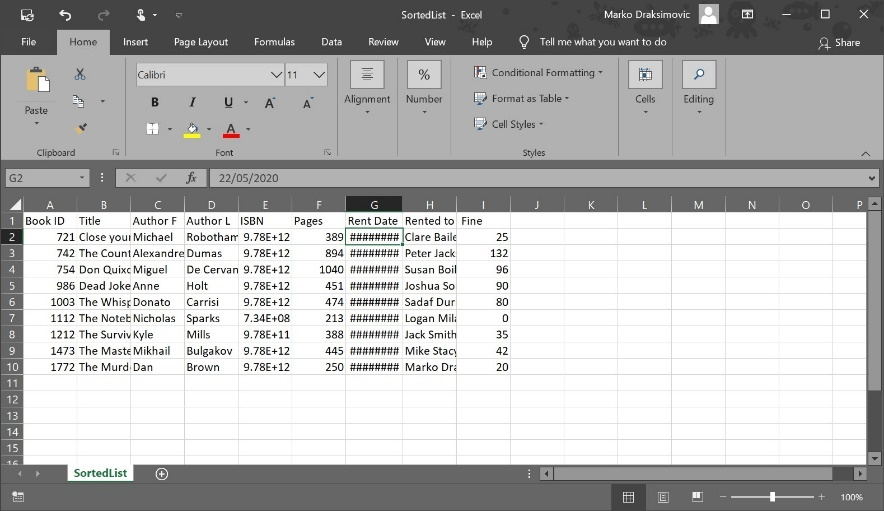 SortedList - Excel
Marko Draksimovic
File Home Insert Page Layout Formulas Data Review View Help Tell me what you want to do Share
Paste
Calibri 11
B I U A A
A
Alignment
%
Number
Conditional Formatting
Format as Table
Cell Styles
Cells
Editing
Clipboard Font Styles
G2 fx 22/05/2020
A B C D E F G H I J K L M N O P
1 Book ID Title Author F Author L ISBN Pages Rent Date Rented to Fine
2 721 Close you Michael Robotham 9.78E+12 389 ######## Clare Baile 25
3 742 The Count Alexandre Dumas 9.78E+12 894 ######## Peter Jack 132
4 754 Don Quixo Miguel De Cervan 9.78E+12 1040 ######## Susan Boil 96
5 986 Dead Joke Anne Holt 9.78E+12 451 ######## Joshua So 90
6 1003 The Whisp Donato Carrisi 9.78E+12 474 ######## Sadaf Dur 80
7 1112 The Noteb Nicholas Sparks 7.34E+08 213 ######## Logan Mila 0
8 1212 The Surviv Kyle Mills 9.78E+11 388 ######## Jack Smith 35
9 1473 The Maste Mikhail Bulgakov 9.78E+12 445 ######## Mike Stacy 42
10 1772 The Murd Dan Brown 9.78E+12 250 ######## Marko Dra 20
11
12
13
14
15
16
SortedList
100%